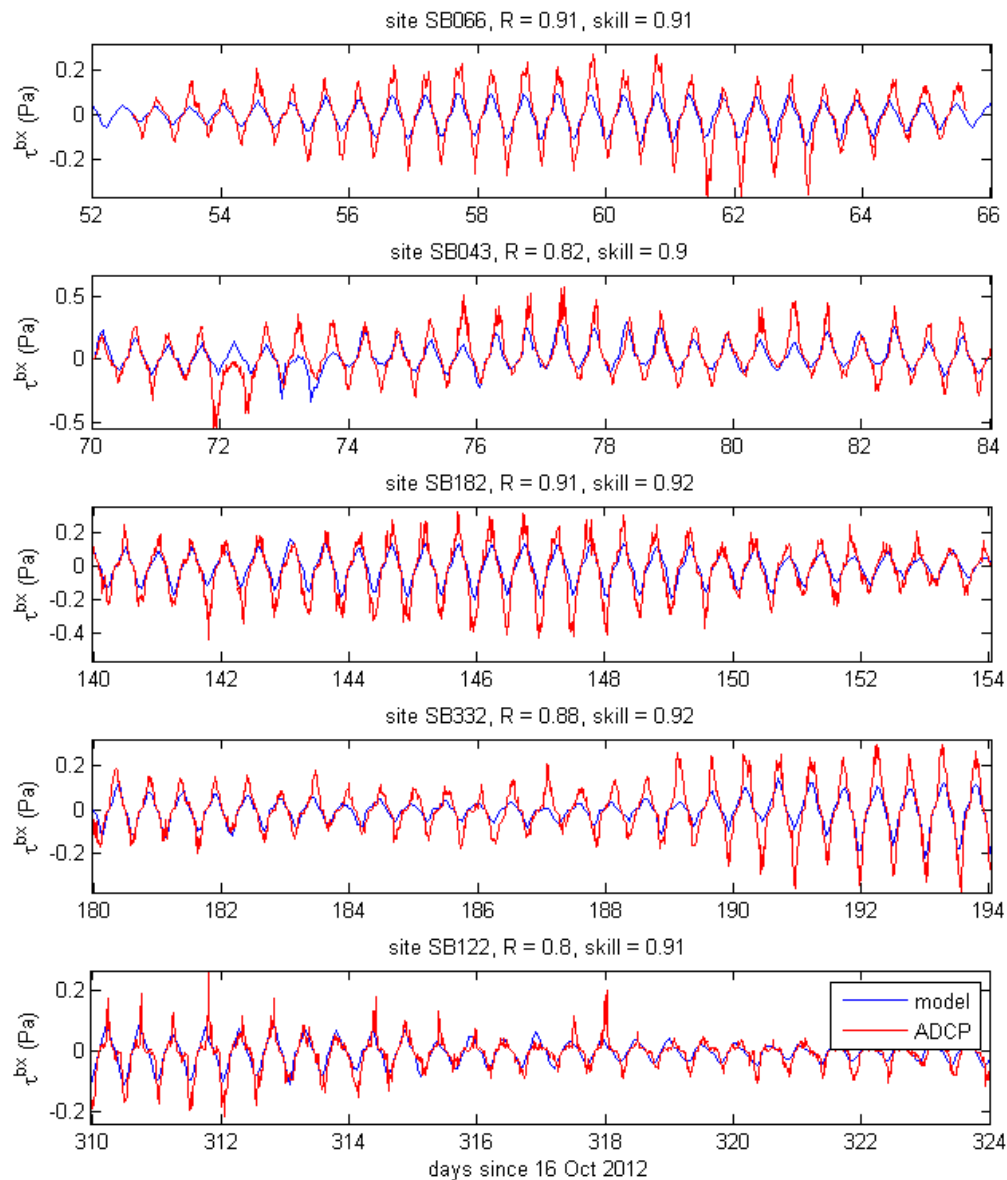 site SB066, R = 0.91, skill = 0.91
τbx (Pa)
0.2
0
-0.2
52 54 56 58 60 62 64 66
site SB043, R = 0.82, skill = 0.9
τbx (Pa)
0.5
0
-0.5
70 72 74 76 78 80 82 84
site SB182, R = 0.91, skill = 0.92
τbx (Pa)
0.2
0
-0.2
-0.4
140 142 144 146 148 150 152 154
site SB332, R = 0.88, skill = 0.92
τbx (Pa)
0.2
0
-0.2
180 182 184 186 188 190 192 194
site SB122, R = 0.8, skill = 0.91
τbx (Pa)
0.2
0
-0.2
model
ADCP
310 312 314 316 318 320 322 324
days since 16 Oct 2012